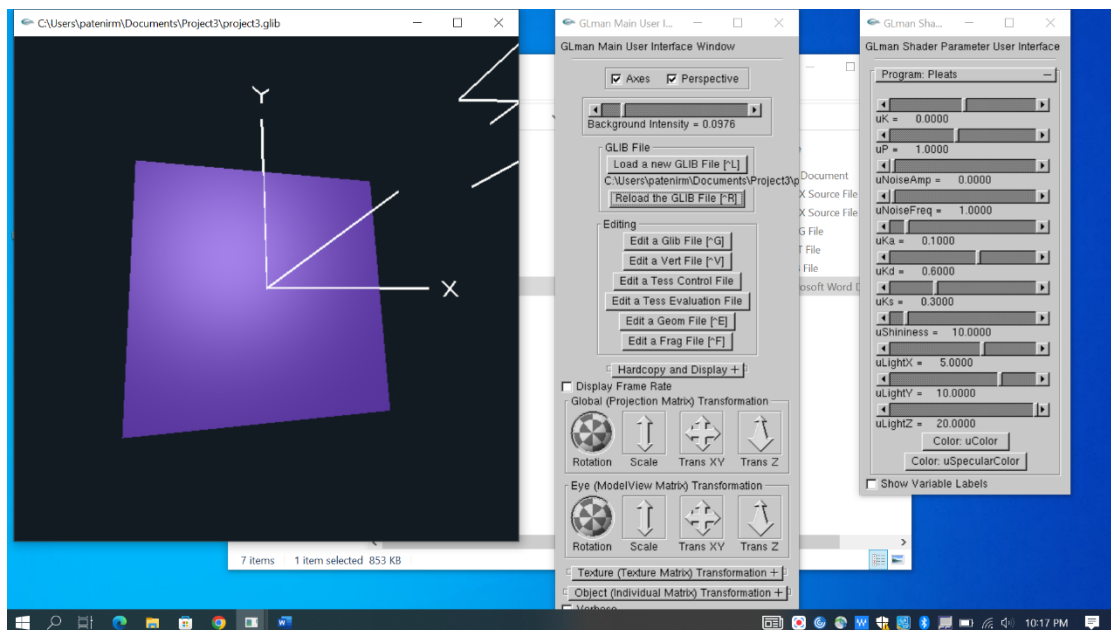 C:\Users\patenirm\Documents\Project3\project3.glib
Y
X
GLman Main User I...
GLman Main User Interface Window
Axes
Perspective
Background Intensity = 0.0976
GLIB File
Load a new GLIB File [^L]
C:\Users\patenirm\Documents\Project3\p
Reload the GLIB File [^R]
Editing
Edit a Glib File [^G]
Edit a Vert File [^V]
Edit a Tess Control File
Edit a Tess Evaluation File
Edit a Geom File [^E]
Edit a Frag File [^F]
Hardcopy and Display +
Display Frame Rate
Global (Projection Matrix) Transformation
Rotation Scale Trans XY Trans Z
Eye (ModelView Matrix) Transformation
Rotation Scale Trans XY Trans Z
Texture (Texture Matrix) Transformation +
Object (Individual Matrix) Transformation +
Verbose
Document
X Source File
X Source File
G File
T File
File
osoft Word D
GLman Sha...
GLman Shader Parameter User Interface
Program: Pleats
uK = 0.0000
uP = 1.0000
uNoiseAmp = 0.0000
uNoiseFreq = 1.0000
uKa = 0.1000
uKd = 0.6000
uKs = 0.3000
uShininess = 10.0000
uLightX = 5.0000
uLightY = 10.0000
uLightZ = 20.0000
Color: uColor
Color: uSpecularColor
Show Variable Labels
7 items 1 item selected 853 KB
10:17 PM